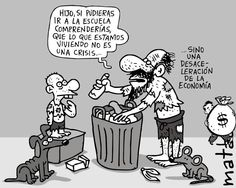 HIJO, SI PUDIERAS
IR A LA ESCUELA
COMPRENDERÍAS,
QUE LO QUE ESTAMOS
VIVIENDO NO ES
UNA CRISIS...
...SINO
UNA
DESACE-
LERACIÓN
DE LA
ECONOMÍA
$
mata